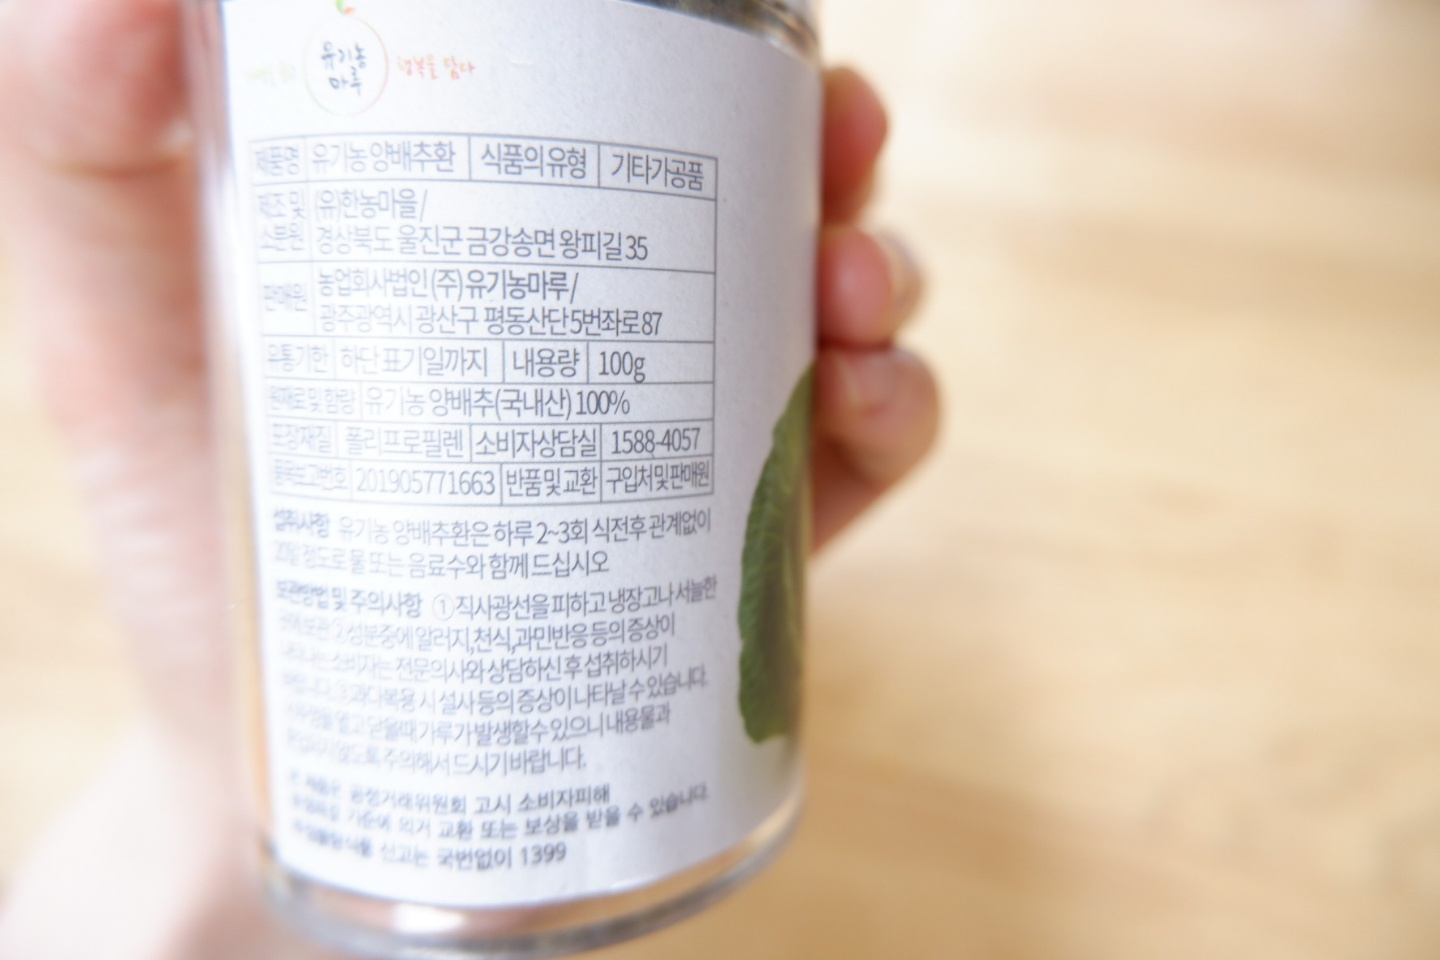 유기농
마루
행복을 담다
제품명 유기농 양배추환 식품의 유형 기타가공품
제조 및 (유)한농마을/
소분원 경상북도 울진군 금강송면 왕피길 35
판매원 농업회사법인 (주)유기농마루/
광주광역시 광산구 평동산단 5번좌로 87
유통기한 하단 표기일까지 내용량 100g
원재료 및 함량 유기농 양배추(국내산) 100%
포장재질 폴리프로필렌 소비자상담실 1588-4057
품목보고번호 201905771663 반품 및 교환 구입처 및 판매원
섭취사항 유기농 양배추환은 하루 2~3회 식전후 관계없이
정도로 물 또는 음료수와 함께 드십시오
보관방법 및 주의사항 ① 직사광선을 피하고 냉장고나 서늘한
보관 ② 성분중에 알러지,천식,과민반응 등의 증상이
소비자는 전문의사와 상담하신 후 섭취하시기
과다복용 시 설사 등의 증상이 나타날 수 있습니다.
열고 닫을때 가루가 발생할 수 있으니 내용물과
않도록 주의해서 드시기 바랍니다.
본 제품은 공정거래위원회 고시 소비자피해
기준에 의거 교환 또는 보상을 받을 수 있습니다.
신고는 국번없이 1399